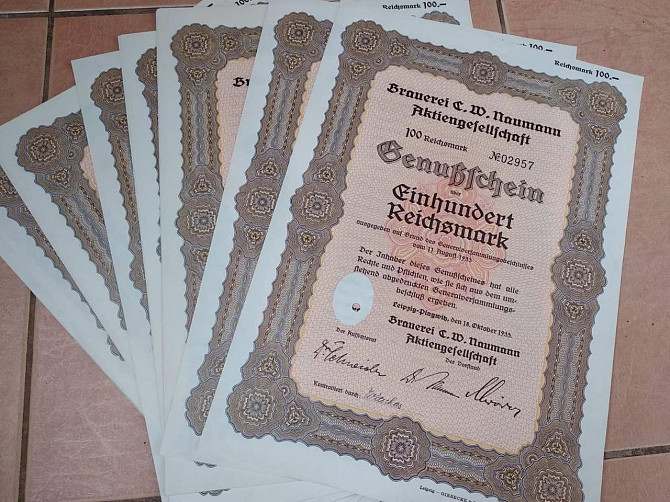 Reichsmark 100.—
Reichsmark 100.—
Brauerei C. W. Naumann
Aktiengesellschaft
100 Reichsmark
№ 02957
Genußschein
über
Einhundert
Reichsmark
ausgegeben auf Grund des Generalversammlungsbeschlusses
vom 11. August 1933
Der Inhaber dieses Genußscheines hat alle
Rechte und Pflichten, wie sie sich aus dem um-
stehend abgedruckten Generalversammlungs-
beschluß ergeben.
Leipzig-Plagwitz, den 18. Oktober 1933.
Brauerei C. W. Naumann
Aktiengesellschaft
Der Aufsichtsrat
Der Vorstand
Kontrolliert durch:
Leipzig